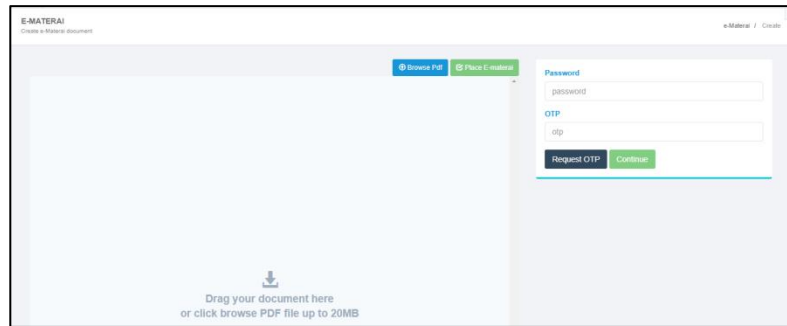 E-MATERAI
Create e-Materai document
e-Materai / Create
Browse Pdf
Place E-materai
Password
password
OTP
otp
Request OTP
Continue
Drag your document here
or click browse PDF file up to 20MB